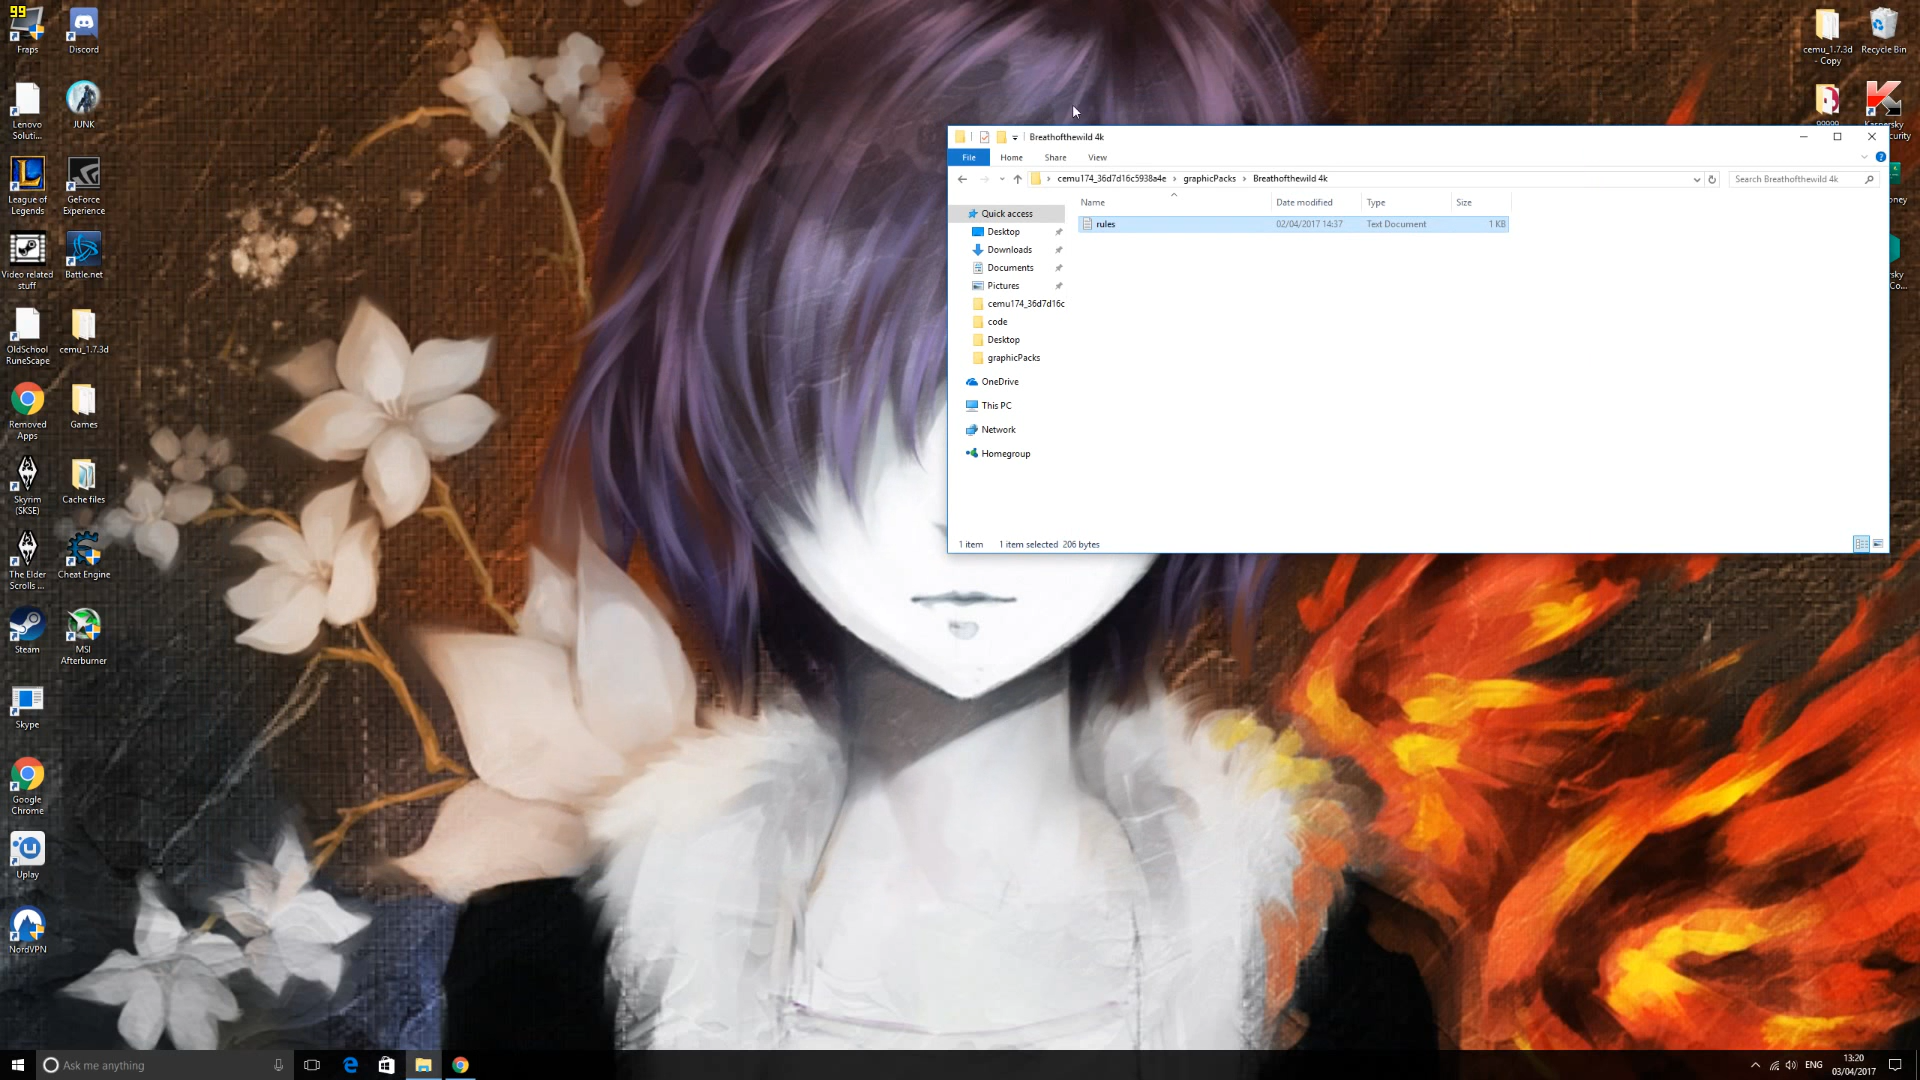 99
Fraps
Discord
Lenovo
Soluti...
JUNK
League of
Legends
GeForce
Experience
Video related
stuff
Battle.net
OldSchool
RuneScape
cemu_1.7.3d
Removed
Apps
Games
Skyrim
(SKSE)
Cache files
The Elder
Scrolls ...
Cheat Engine
Steam
MSI
Afterburner
Skype
Google
Chrome
Uplay
NordVPN
cemu_1.7.3d
- Copy
Recycle Bin
Breathofthewild 4k
File
Home
Share
View
cemu174_36d7d16c5938a4e
graphicPacks
Breathofthewild 4k
Search Breathofthewild 4k
Name
Date modified
Type
Size
rules
02/04/2017 14:37
Text Document
1 KB
Quick access
Desktop
Downloads
Documents
Pictures
cemu174_36d7d16c
code
Desktop
graphicPacks
OneDrive
This PC
Network
Homegroup
1 item
1 item selected 206 bytes
Ask me anything
ENG
13:20
03/04/2017